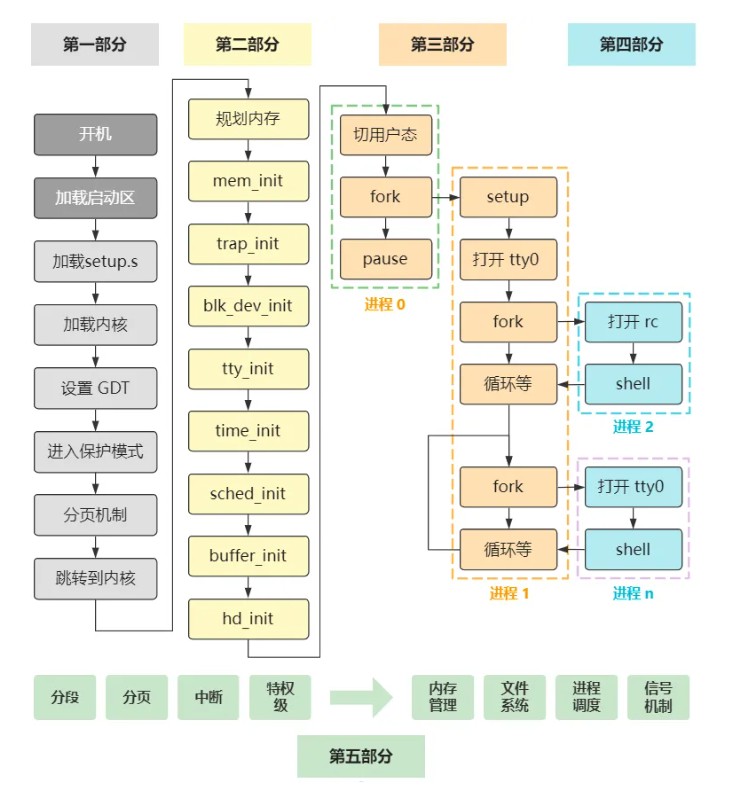 第一部分
第二部分
第三部分
第四部分
开机
加载启动区
加载setup.s
加载内核
设置 GDT
进入保护模式
分页机制
跳转到内核
规划内存
mem_init
trap_init
blk_dev_init
tty_init
time_init
sched_init
buffer_init
hd_init
切用户态
fork
pause
进程 0
setup
打开 tty0
fork
循环等
fork
循环等
进程 1
打开 rc
shell
进程 2
打开 tty0
shell
进程 n
分段
分页
中断
特权
级
内存
管理
文件
系统
进程
调度
信号
机制
第五部分